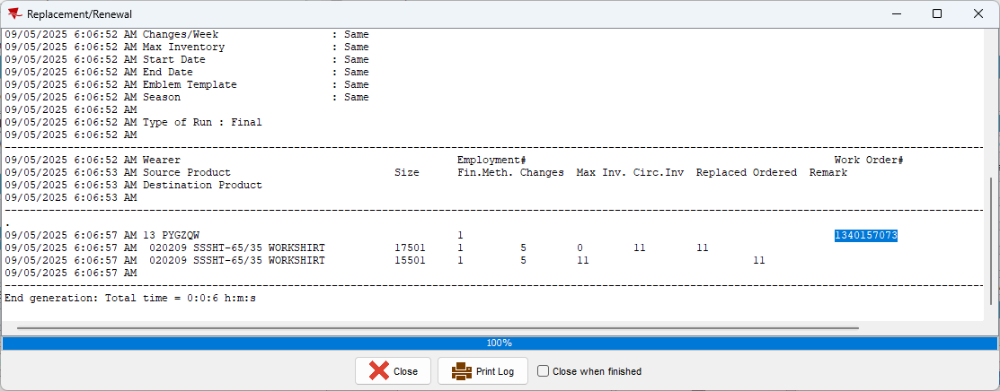 Replacement/Renewal
09/05/2025 6:06:52 AM Changes/Week : Same
09/05/2025 6:06:52 AM Max Inventory : Same
09/05/2025 6:06:52 AM Start Date : Same
09/05/2025 6:06:52 AM End Date : Same
09/05/2025 6:06:52 AM Emblem Template : Same
09/05/2025 6:06:52 AM Season : Same
09/05/2025 6:06:52 AM
09/05/2025 6:06:52 AM Type of Run : Final
09/05/2025 6:06:52 AM
09/05/2025 6:06:52 AM Wearer Employment# Work Order#
09/05/2025 6:06:53 AM Source Product Size Fin.Meth. Changes Max Inv. Circ.Inv Replaced Ordered Remark
09/05/2025 6:06:53 AM Destination Product
09/05/2025 6:06:53 AM
.
09/05/2025 6:06:57 AM 13 PYGZQW 1 1340157073
09/05/2025 6:06:57 AM 020209 SSSHT-65/35 WORKSHIRT 17501 1 5 0 11 11
09/05/2025 6:06:57 AM 020209 SSSHT-65/35 WORKSHIRT 15501 1 5 11 11
09/05/2025 6:06:57 AM
End generation: Total time = 0:0:6 h:m:s
100%
Close Print Log Close when finished